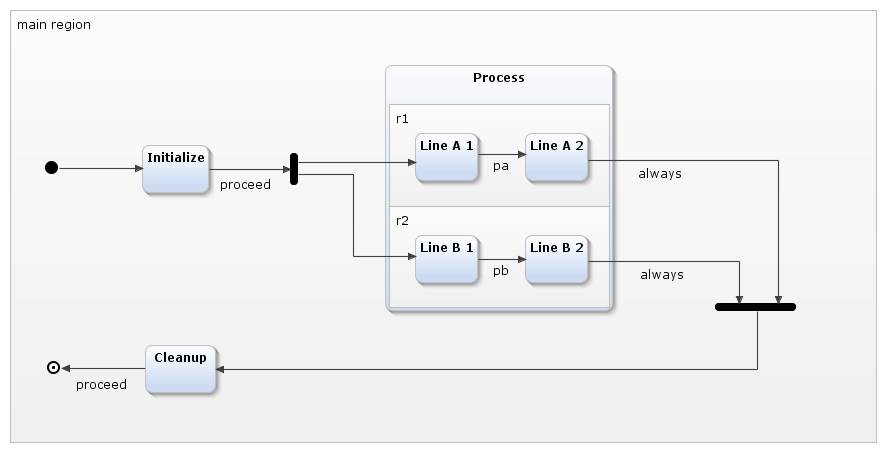 main region
Process
r1
Initialize
Line A 1
Line A 2
pa
proceed
always
r2
Line B 1
Line B 2
pb
always
Cleanup
proceed